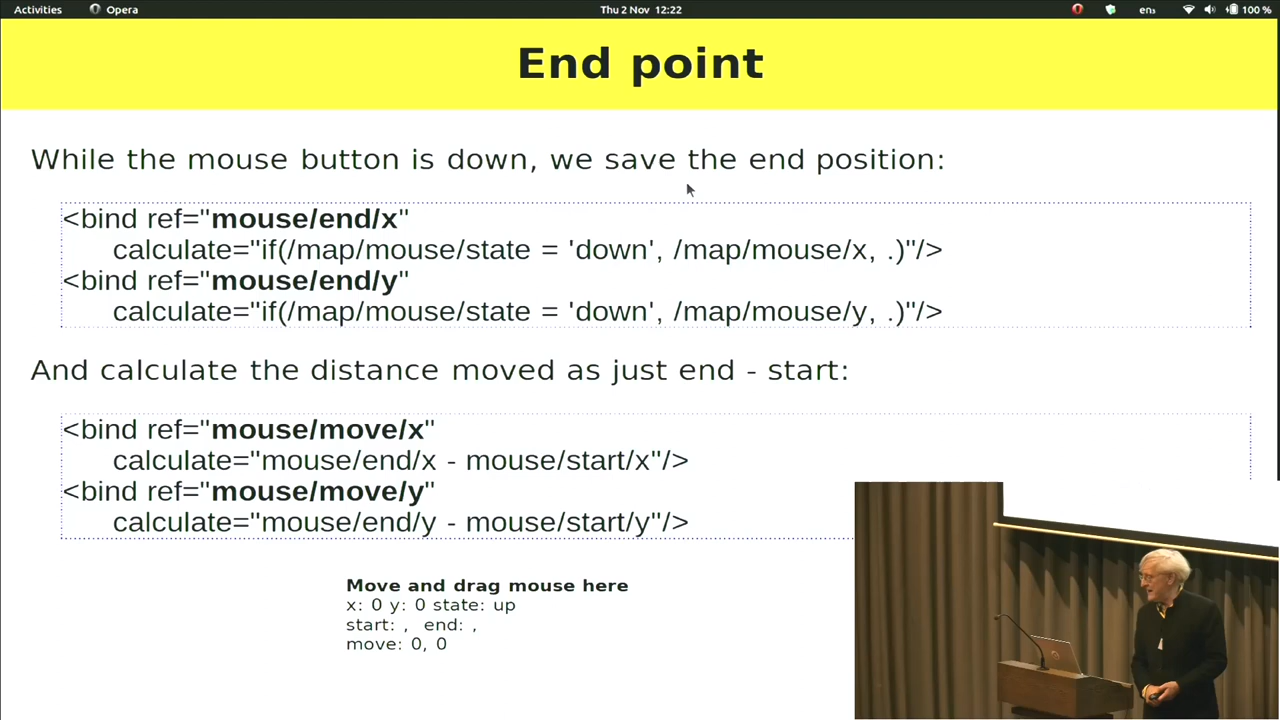 Activities Opera Thu 2 Nov 12:22 en₃ 100 %
End point
While the mouse button is down, we save the end position:
<bind ref="mouse/end/x"
calculate="if(/map/mouse/state = 'down', /map/mouse/x, .)"/>
<bind ref="mouse/end/y"
calculate="if(/map/mouse/state = 'down', /map/mouse/y, .)"/>
And calculate the distance moved as just end - start:
<bind ref="mouse/move/x"
calculate="mouse/end/x - mouse/start/x"/>
<bind ref="mouse/move/y"
calculate="mouse/end/y - mouse/start/y"/>
Move and drag mouse here
x: 0 y: 0 state: up
start: , end: ,
move: 0, 0